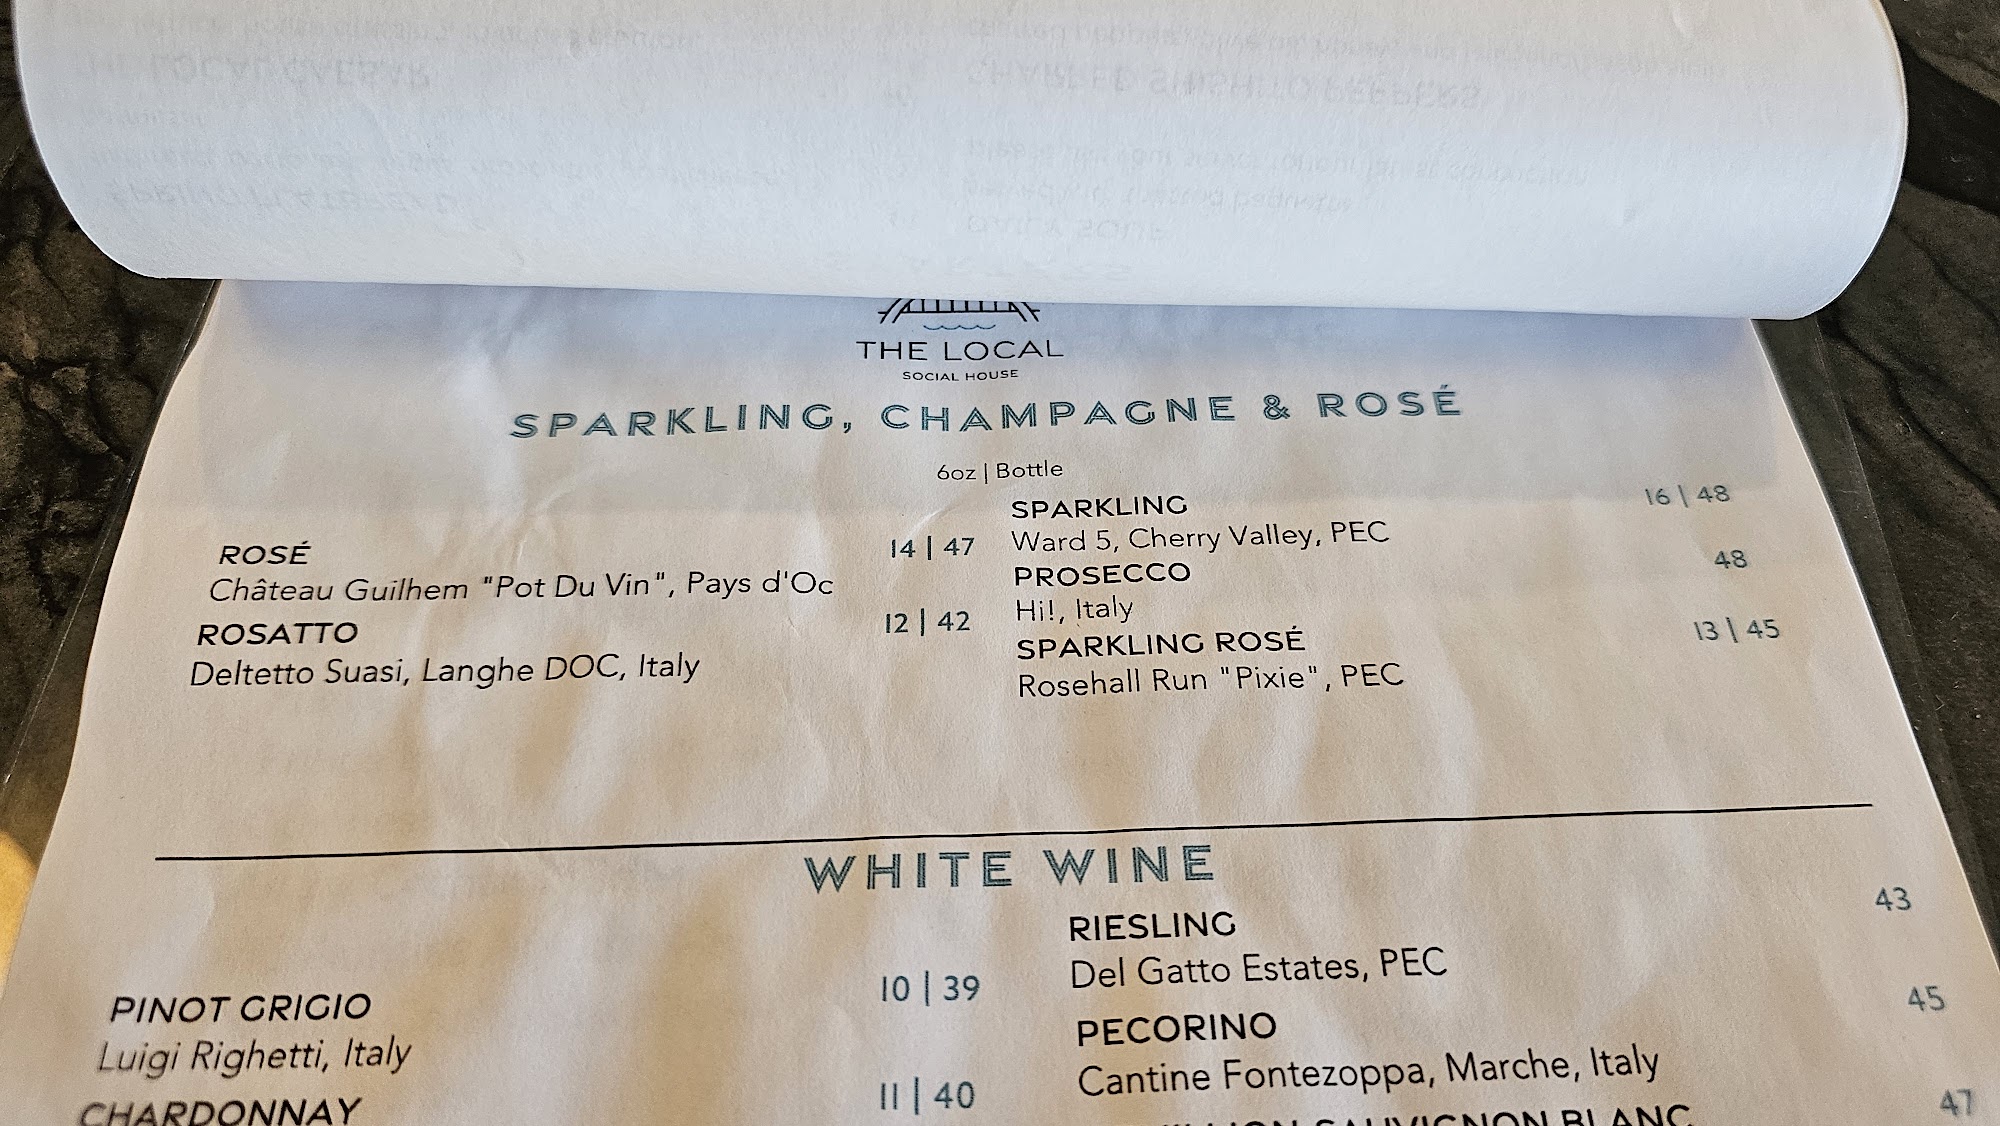 THE LOCAL
SOCIAL HOUSE
SPARKLING, CHAMPAGNE & ROSÉ
6oz | Bottle
ROSÉ 14 | 47
Château Guilhem "Pot Du Vin", Pays d'Oc
ROSATTO 12 | 42
Deltetto Suasi, Langhe DOC, Italy
SPARKLING 16 | 48
Ward 5, Cherry Valley, PEC
PROSECCO 48
Hi!, Italy
SPARKLING ROSÉ 13 | 45
Rosehall Run "Pixie", PEC
WHITE WINE
PINOT GRIGIO 10 | 39
Luigi Righetti, Italy
CHARDONNAY 11 | 40
RIESLING 43
Del Gatto Estates, PEC
PECORINO 45
Cantine Fontezoppa, Marche, Italy
SAUVIGNON BLANC 47